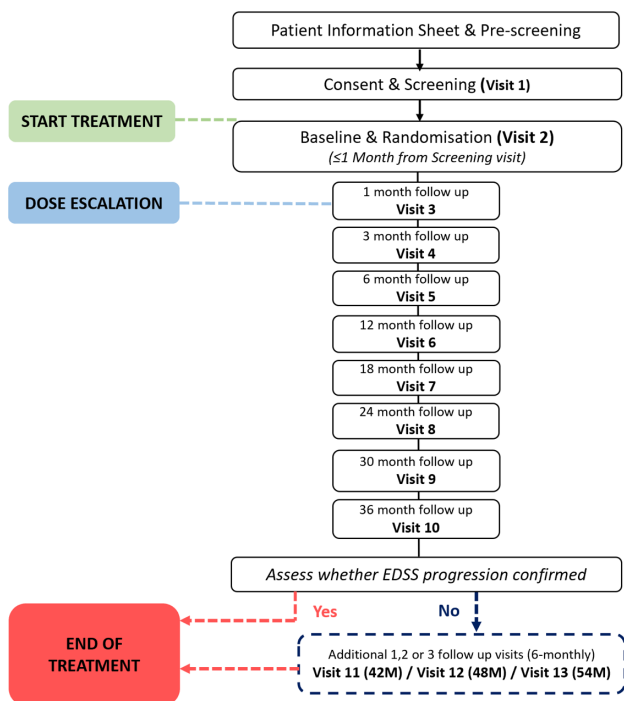 Patient Information Sheet & Pre-screening
Consent & Screening (Visit 1)
START TREATMENT
Baseline & Randomisation (Visit 2)
(≤1 Month from Screening visit)
DOSE ESCALATION
1 month follow up
Visit 3
3 month follow up
Visit 4
6 month follow up
Visit 5
12 month follow up
Visit 6
18 month follow up
Visit 7
24 month follow up
Visit 8
30 month follow up
Visit 9
36 month follow up
Visit 10
Assess whether EDSS progression confirmed
Yes
No
END OF
TREATMENT
Additional 1,2 or 3 follow up visits (6-monthly)
Visit 11 (42M) / Visit 12 (48M) / Visit 13 (54M)